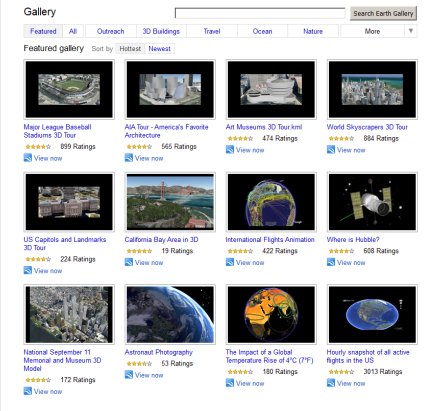 Gallery
Search Earth Gallery
Featured All Outreach 3D Buildings Travel Ocean Nature More
Featured gallery Sort by Hottest Newest
Major League Baseball
Stadiums 3D Tour
899 Ratings
View now
AIA Tour - America's Favorite
Architecture
565 Ratings
View now
Art Museums 3D Tour.kml
474 Ratings
View now
World Skyscrapers 3D Tour
884 Ratings
View now
US Capitols and Landmarks
3D Tour
224 Ratings
View now
California Bay Area in 3D
19 Ratings
View now
International Flights Animation
422 Ratings
View now
Where is Hubble?
608 Ratings
View now
National September 11
Memorial and Museum 3D
Model
172 Ratings
View now
Astronaut Photography
53 Ratings
View now
The Impact of a Global
Temperature Rise of 4°C (7°F)
180 Ratings
View now
Hourly snapshot of all active
flights in the US
3013 Ratings
View now